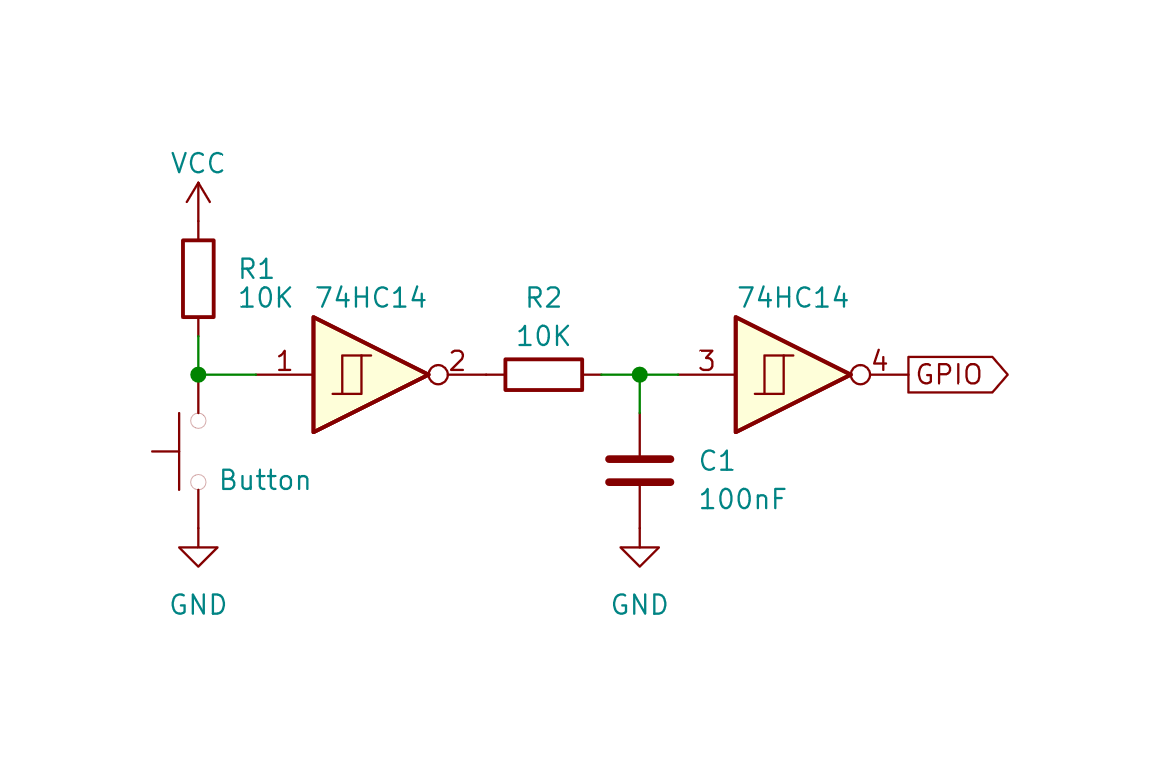 VCC
R1
10K
74HC14
R2
10K
74HC14
1
2
3
4
GPIO
Button
C1
100nF
GND
GND